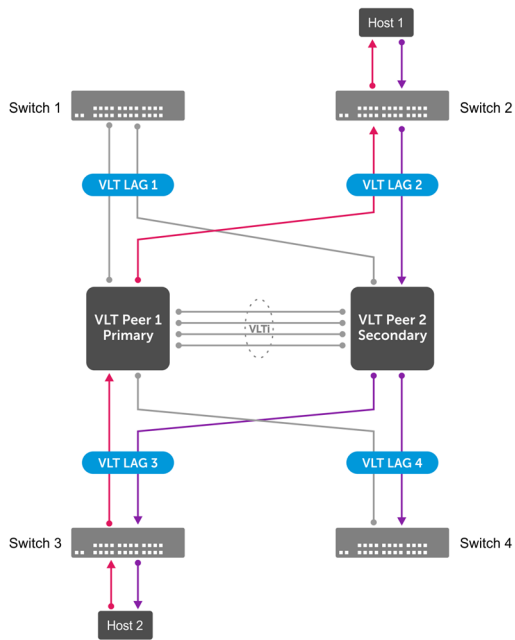 Host 1
Switch 1
Switch 2
VLT LAG 1
VLT LAG 2
VLT Peer 1
Primary
VLTi
VLT Peer 2
Secondary
VLT LAG 3
VLT LAG 4
Switch 3
Switch 4
Host 2